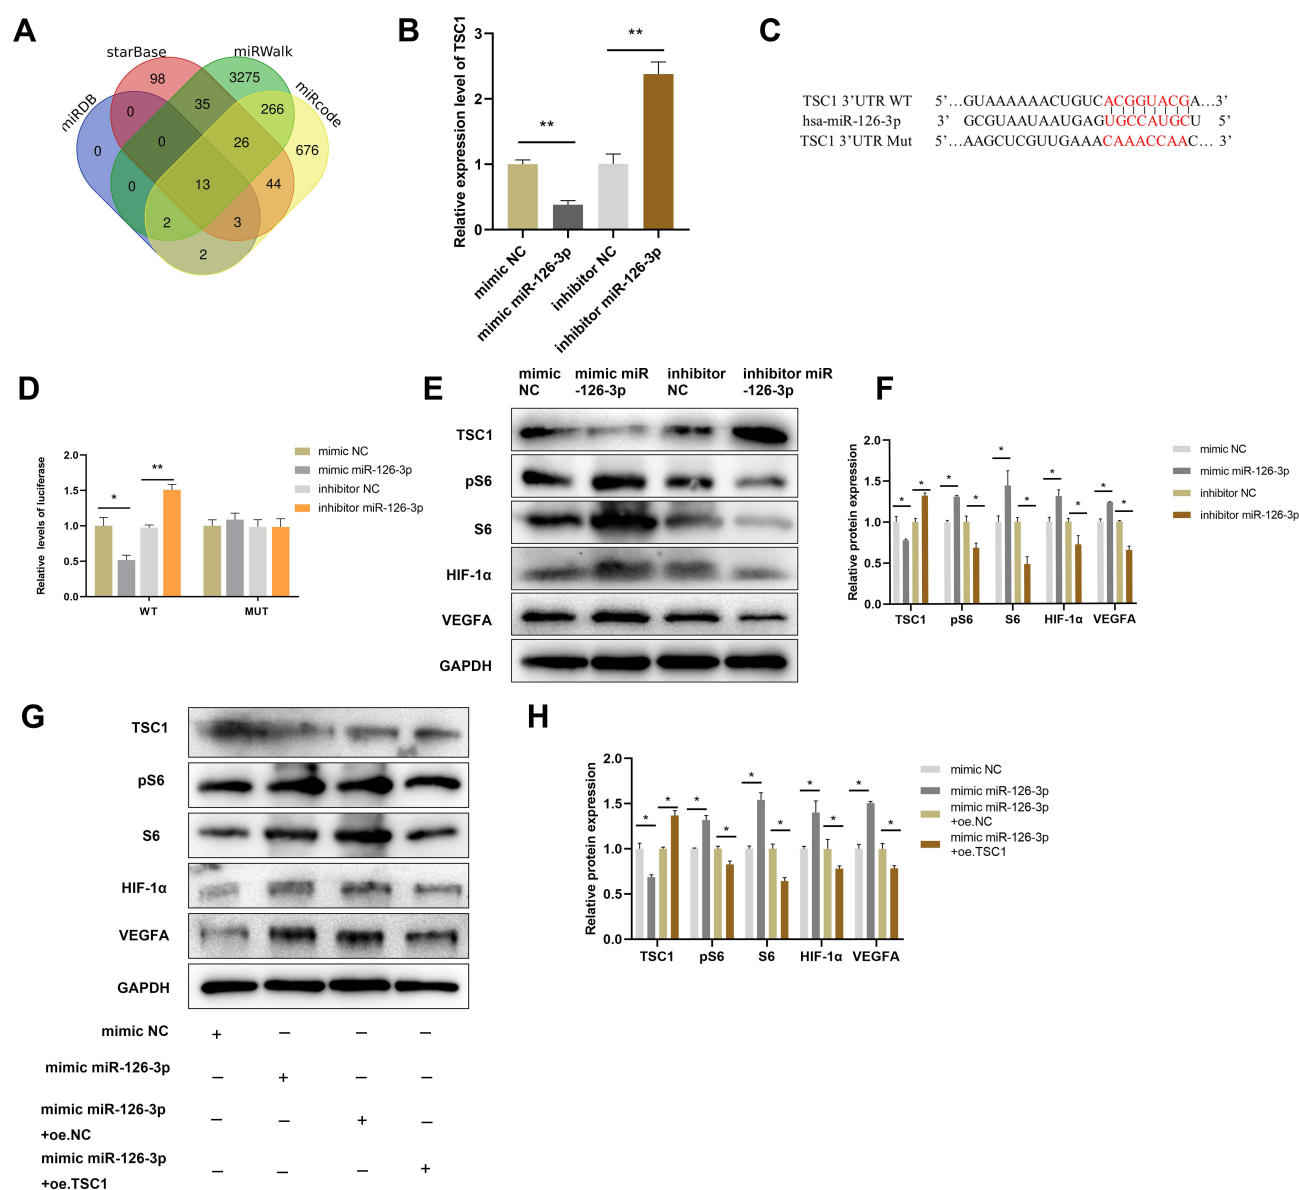 A
starBase
miRWalk
miRDB
miRcode
98
3275
0
35
266
0
26
676
0
0
13
44
2
3
2
B
Relative expression level of TSC1
3
2
1
0
**
**
mimic NC
mimic miR-126-3p
inhibitor NC
inhibitor miR-126-3p
C
TSC1 3’UTR WT 5’…GUAAAAAACUGUCACGGUACGA…3’
hsa-miR-126-3p 3’ GCGUAAUAAUGAGUGCCAUGCU 5’
TSC1 3’UTR Mut 5’…AAGCUCGUUGAAACAAACCAAC… 3’
D
Relative levels of luciferase
2.0
1.5
1.0
0.5
0.0
*
**
WT
MUT
mimic NC
mimic miR-126-3p
inhibitor NC
inhibitor miR-126-3p
E
mimic NC
mimic miR -126-3p
inhibitor NC
inhibitor miR -126-3p
TSC1
pS6
S6
HIF-1α
VEGFA
GAPDH
F
Relative protein expression
2.0
1.5
1.0
0.5
0.0
* * * * * * * * * *
TSC1 pS6 S6 HIF-1α VEGFA
mimic NC
mimic miR-126-3p
inhibitor NC
inhibitor miR-126-3p
G
TSC1
pS6
S6
HIF-1α
VEGFA
GAPDH
mimic NC + − − −
mimic miR-126-3p − + − −
mimic miR-126-3p
+oe.NC − − + −
mimic miR-126-3p
+oe.TSC1 − − − +
H
Relative protein expression
2.0
1.5
1.0
0.5
0.0
* * * * * * * * * *
TSC1 pS6 S6 HIF-1α VEGFA
mimic NC
mimic miR-126-3p
mimic miR-126-3p
+oe.NC
mimic miR-126-3p
+oe.TSC1